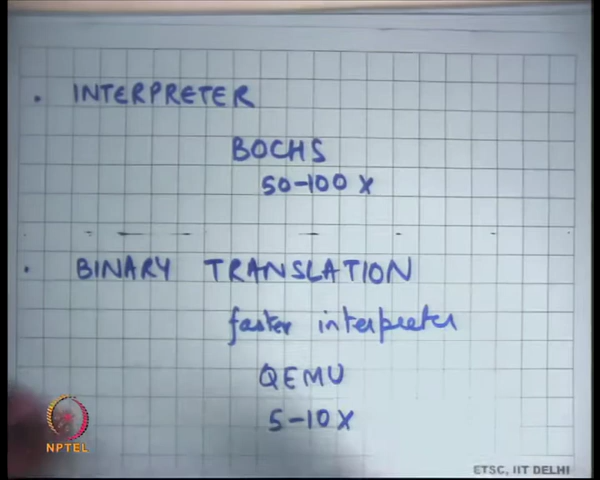 . INTERPRETER
BOCHS
50-100 X
. BINARY TRANSLATION
faster interpreter
QEMU
5-10 X
NPTEL
ETSC, IIT DELHI